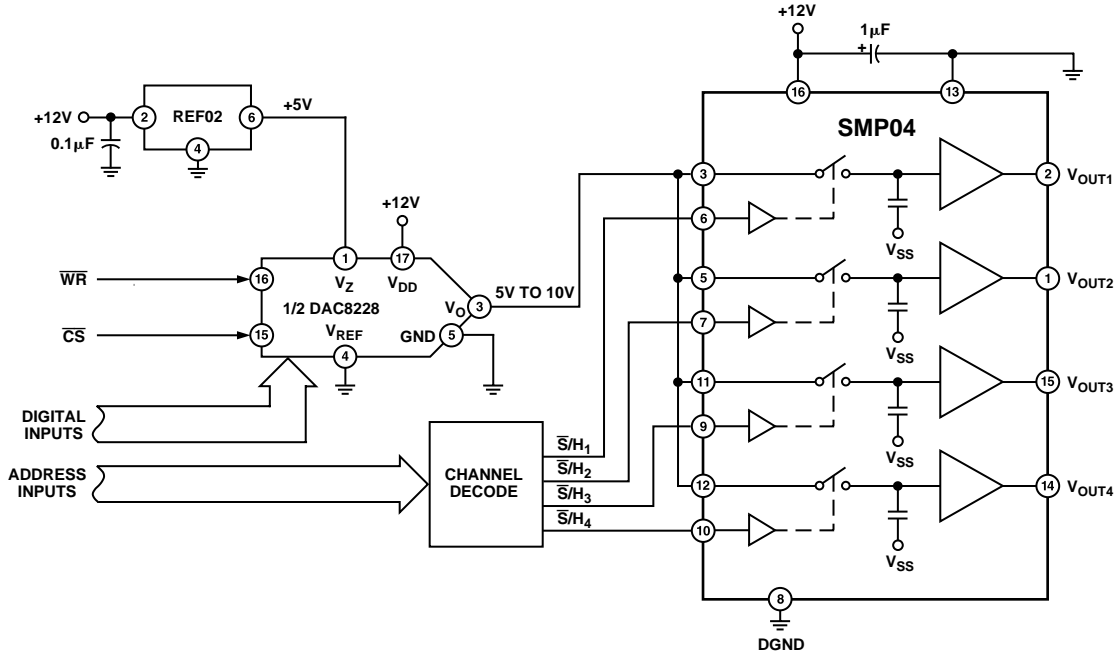 +12V
1μF
+
16
13
+12V
2
REF02
6
+5V
4
0.1μF
SMP04
3
2
VOUT1
6
VSS
+12V
1
17
VZ
VDD
W̅R̅
16
1/2 DAC8228
VO
3
5V TO 10V
5
1
VOUT2
7
VSS
C̅S̅
15
VREF
GND
5
4
11
15
VOUT3
9
VSS
DIGITAL
INPUTS
ADDRESS
INPUTS
CHANNEL
DECODE
S̅/H1
S̅/H2
S̅/H3
S̅/H4
12
14
VOUT4
10
VSS
8
DGND